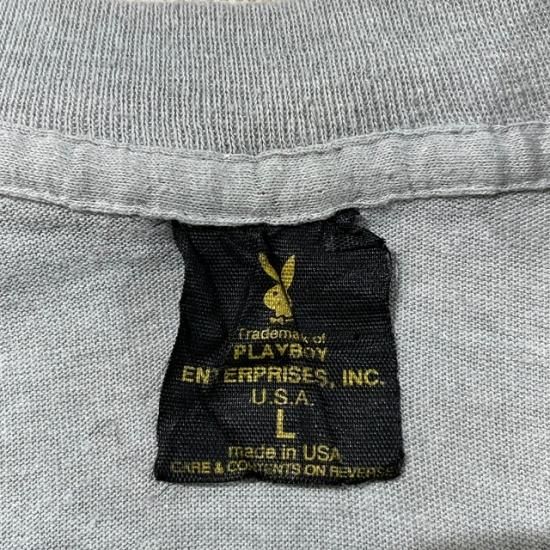 Trademark of
PLAYBOY
ENTERPRISES, INC.
U.S.A.
L
made in USA
CARE & CONTENTS ON REVERSE